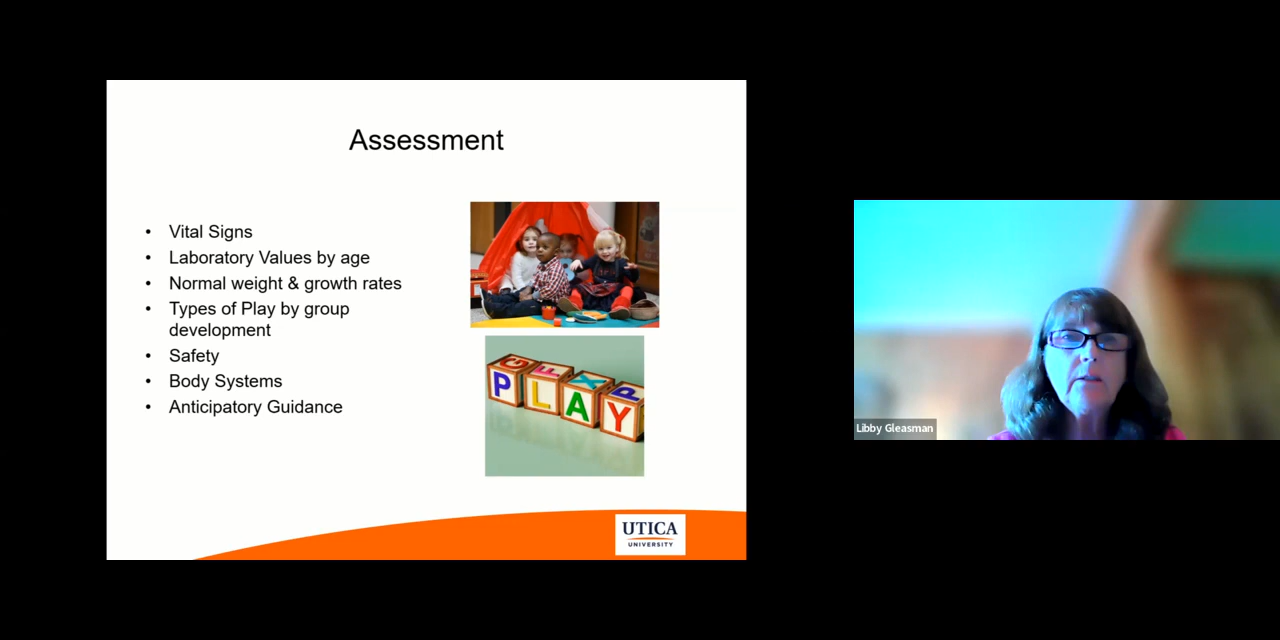 Assessment
• Vital Signs
• Laboratory Values by age
• Normal weight & growth rates
• Types of Play by group
development
• Safety
• Body Systems
• Anticipatory Guidance
G F X P
P L A Y
UTICA
UNIVERSITY
Libby Gleasman